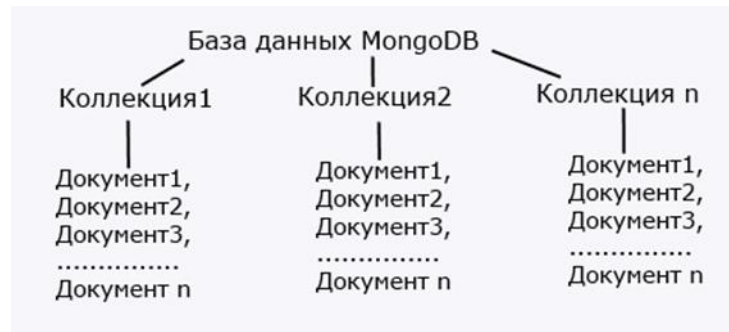 База данных MongoDB
Коллекция1
Коллекция2
Коллекция n
Документ1,
Документ2,
Документ3,
...............
Документ n
Документ1,
Документ2,
Документ3,
...............
Документ n
Документ1,
Документ2,
Документ3,
...............
Документ n